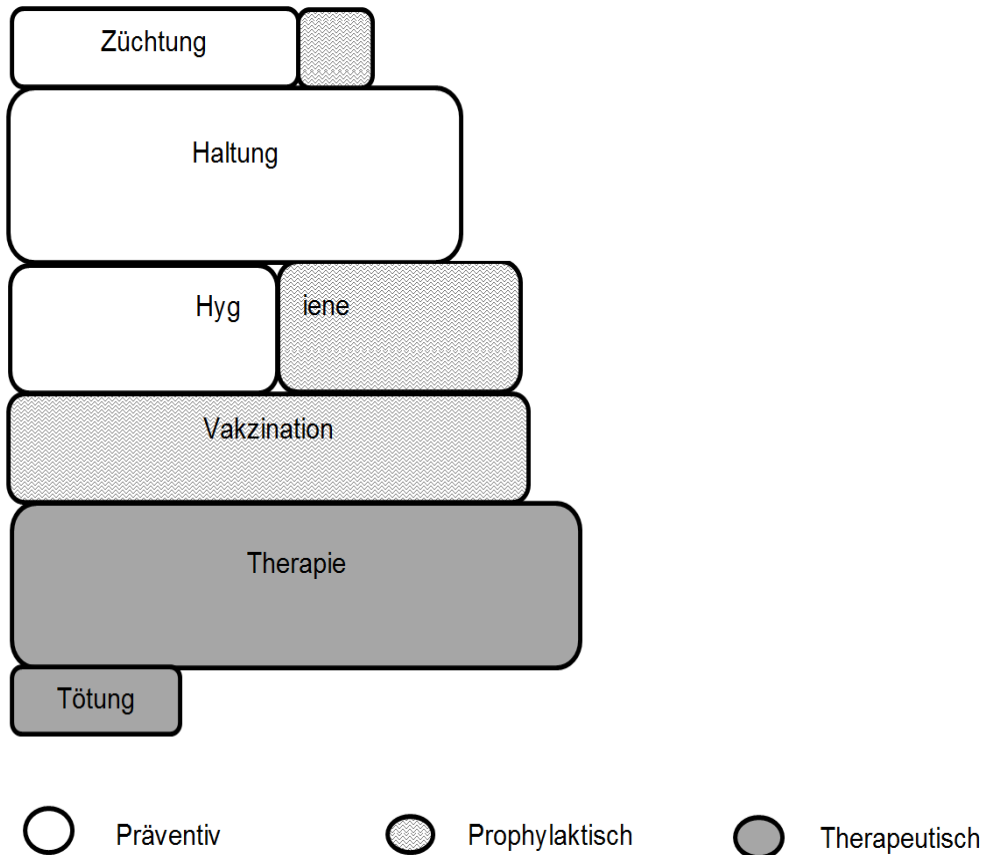 Züchtung
Haltung
Hyg iene
Vakzination
Therapie
Tötung
Präventiv Prophylaktisch Therapeutisch